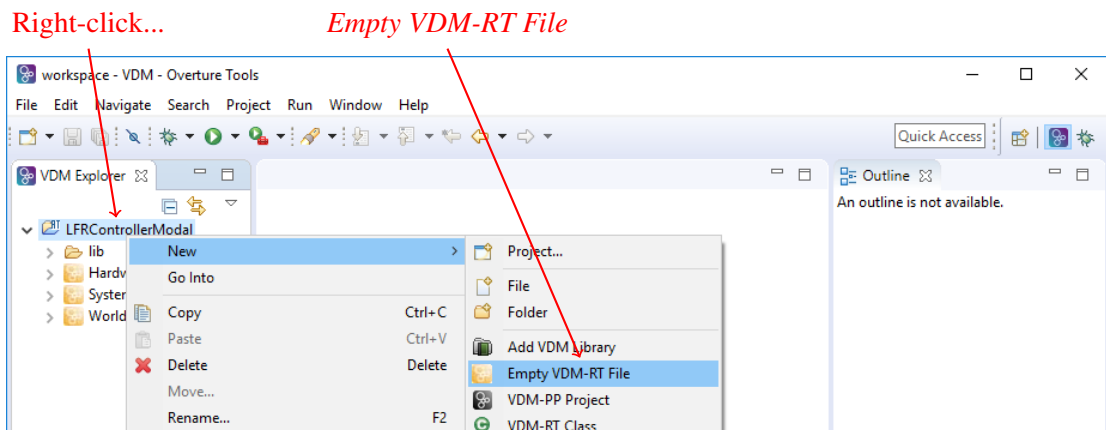 Right-click... Empty VDM-RT File
workspace - VDM - Overture Tools
File Edit Navigate Search Project Run Window Help
Quick Access
VDM Explorer
Outline
An outline is not available.
LFRControllerModal
lib
Hardw
System
World
New
Go Into
Copy Ctrl+C
Paste Ctrl+V
Delete Delete
Move...
Rename... F2
Project...
File
Folder
Add VDM Library
Empty VDM-RT File
VDM-PP Project
VDM-RT Class